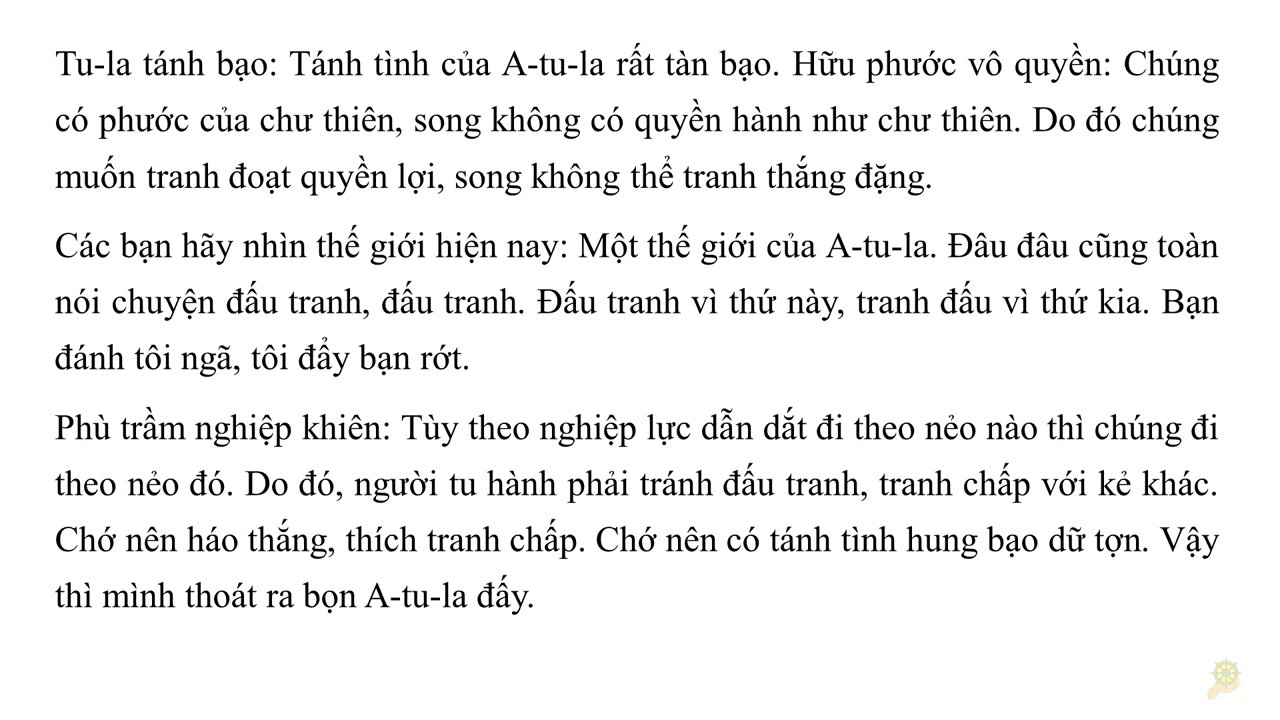 Tu-la tánh bạo: Tánh tình của A-tu-la rất tàn bạo. Hữu phước vô quyền: Chúng
có phước của chư thiên, song không có quyền hành như chư thiên. Do đó chúng
muốn tranh đoạt quyền lợi, song không thể tranh thắng đặng.
Các bạn hãy nhìn thế giới hiện nay: Một thế giới của A-tu-la. Đâu đâu cũng toàn
nói chuyện đấu tranh, đấu tranh. Đấu tranh vì thứ này, tranh đấu vì thứ kia. Bạn
đánh tôi ngã, tôi đẩy bạn rớt.
Phù trầm nghiệp khiên: Tùy theo nghiệp lực dẫn dắt đi theo nẻo nào thì chúng đi
theo nẻo đó. Do đó, người tu hành phải tránh đấu tranh, tranh chấp với kẻ khác.
Chớ nên háo thắng, thích tranh chấp. Chớ nên có tánh tình hung bạo dữ tợn. Vậy
thì mình thoát ra bọn A-tu-la đấy.